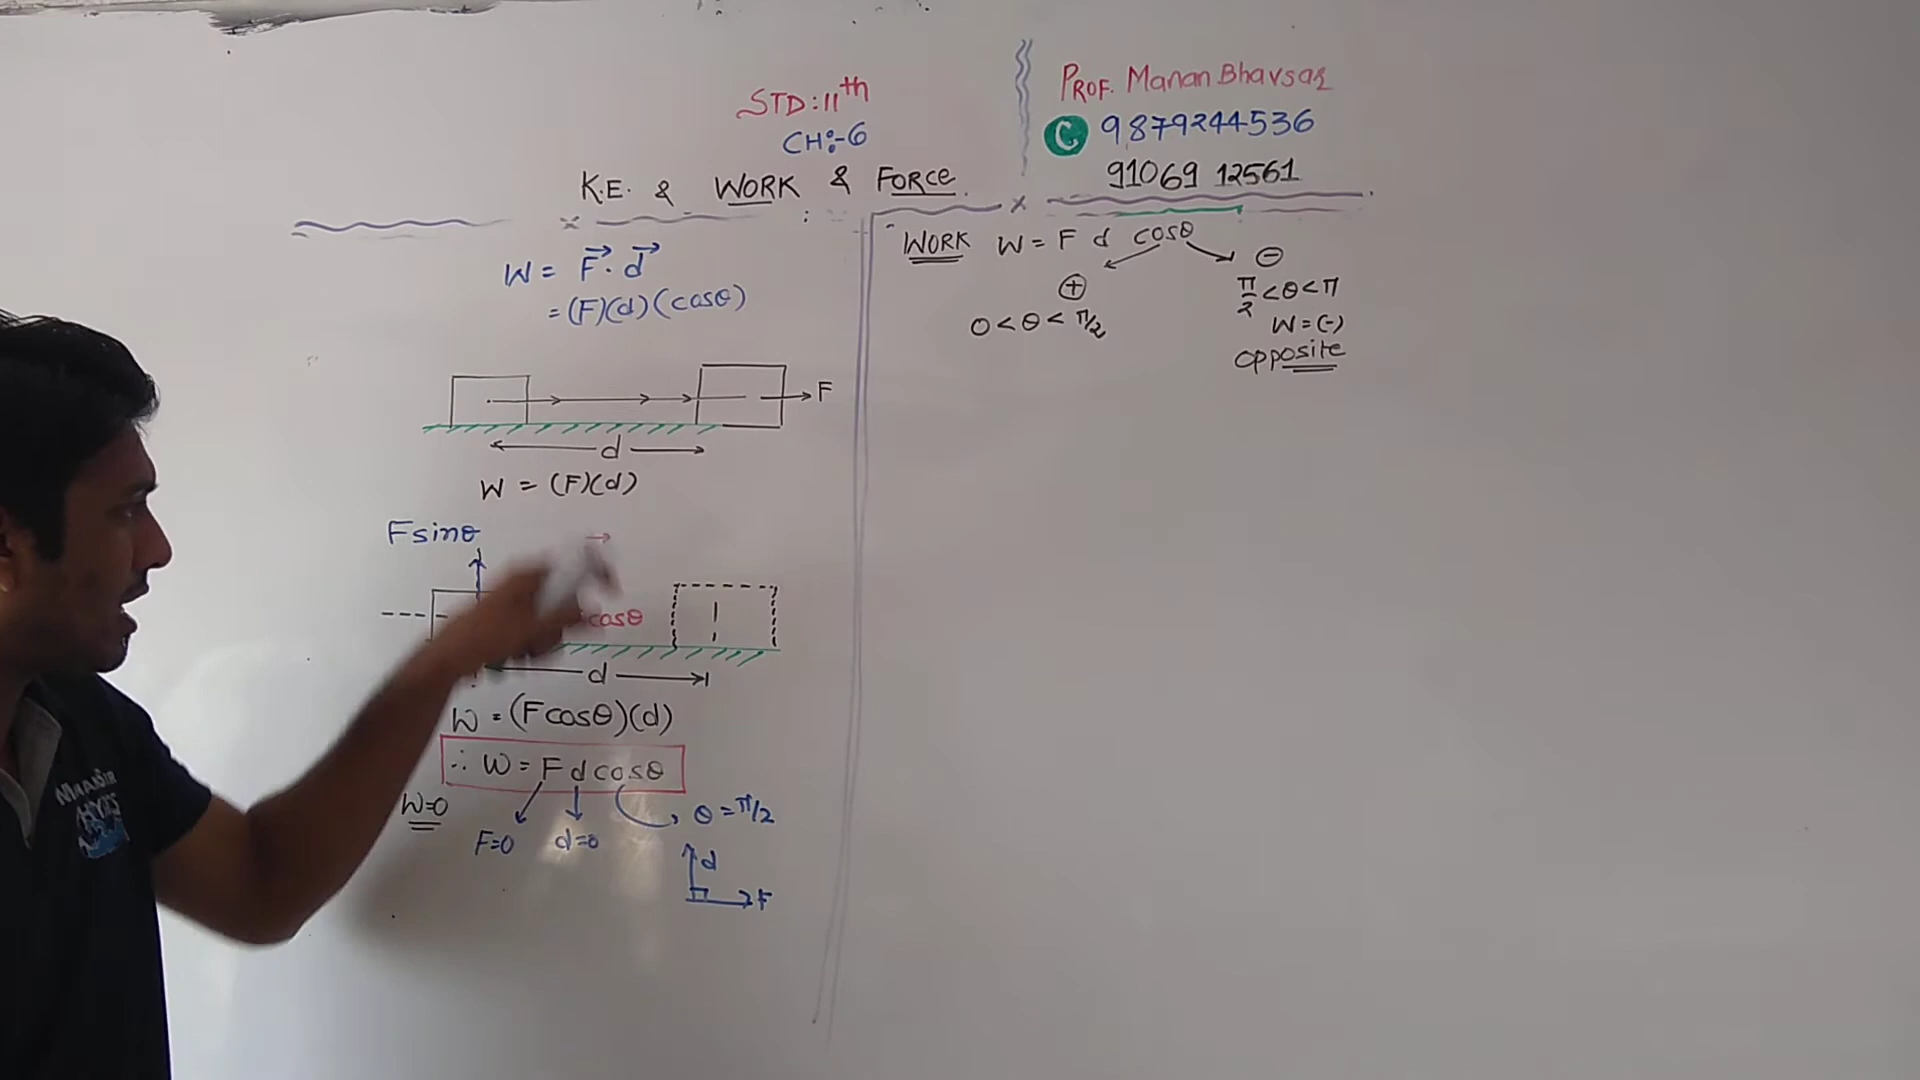 STD:11th
CH:-6
K.E. & WORK & FORCE.
PROF. Manan Bhavsar
C 9879244536
91069 12561
W = F⃗ . d⃗
= (F)(d)(cosθ)
F
d
W = (F)(d)
Fsinθ
cosθ
d
W = (Fcosθ)(d)
∴ W = F d cosθ
W=0
F=0
d=0
θ = π/2
d
F
WORK W = F d cosθ
⊕
0 < θ < π/2
⊖
π/2 < θ < π
W = (-)
opposite